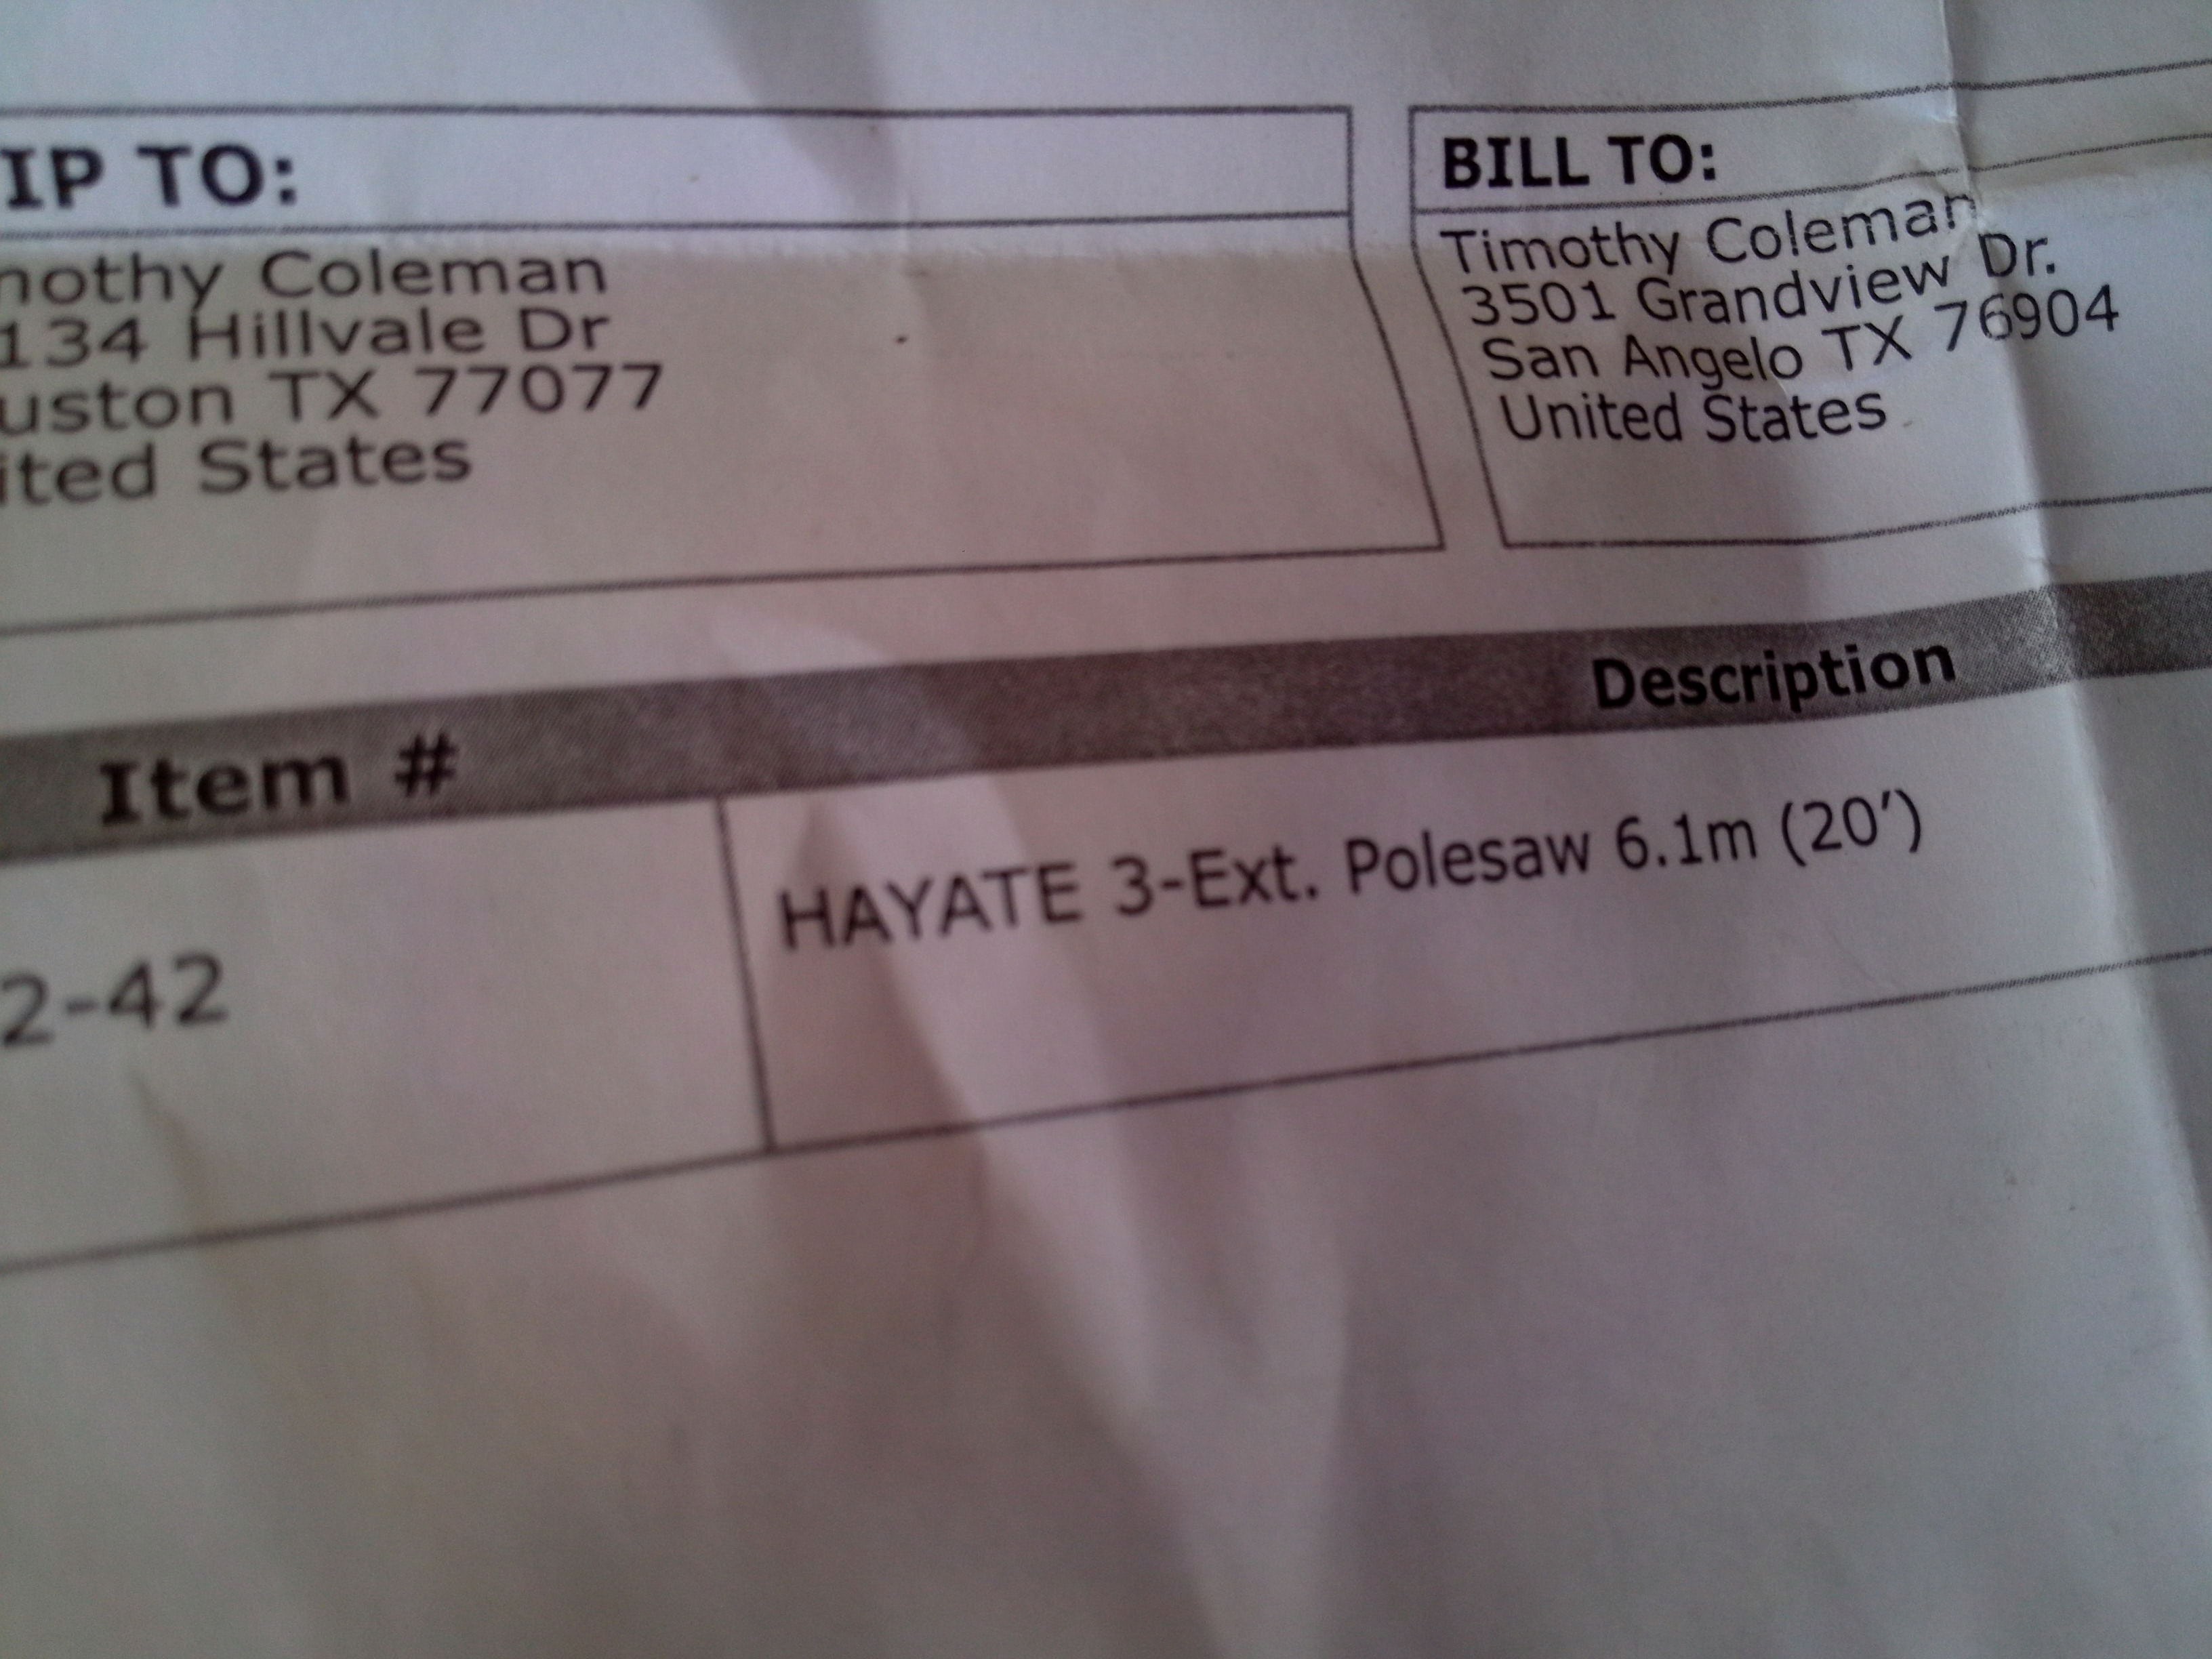 IP TO:
nothy Coleman
134 Hillvale Dr
uston TX 77077
ited States
BILL TO:
Timothy Coleman
3501 Grandview Dr.
San Angelo TX 76904
United States
Item # Description
2-42 HAYATE 3-Ext. Polesaw 6.1m (20')